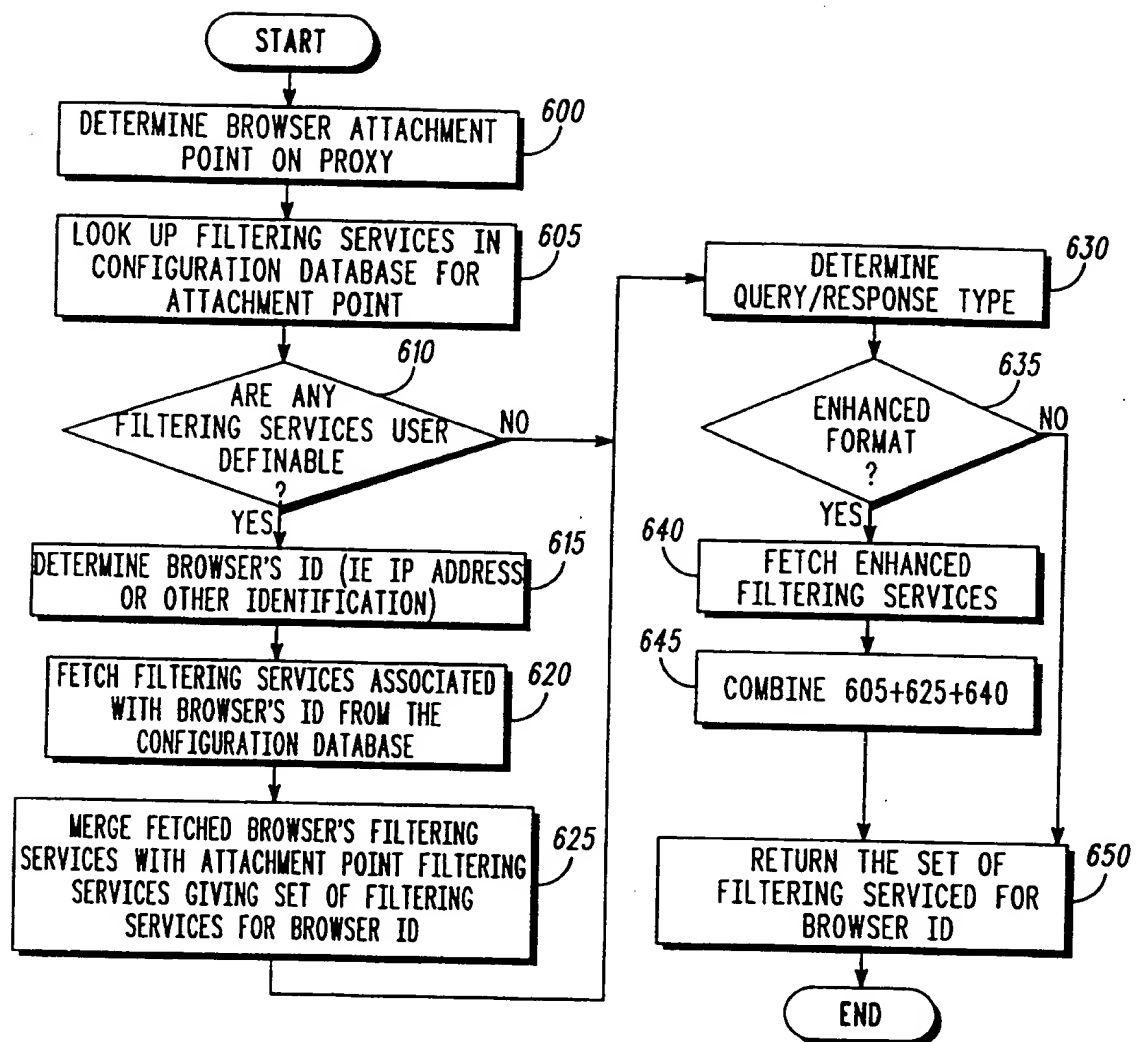 START
600
DETERMINE BROWSER ATTACHMENT
POINT ON PROXY
605
LOOK UP FILTERING SERVICES IN
CONFIGURATION DATABASE FOR
ATTACHMENT POINT
610
ARE ANY
FILTERING SERVICES USER
DEFINABLE
?
NO
YES
615
DETERMINE BROWSER'S ID (IE IP ADDRESS
OR OTHER IDENTIFICATION)
620
FETCH FILTERING SERVICES ASSOCIATED
WITH BROWSER'S ID FROM THE
CONFIGURATION DATABASE
625
MERGE FETCHED BROWSER'S FILTERING
SERVICES WITH ATTACHMENT POINT FILTERING
SERVICES GIVING SET OF FILTERING
SERVICES FOR BROWSER ID
630
DETERMINE
QUERY/RESPONSE TYPE
635
ENHANCED
FORMAT
?
NO
YES
640
FETCH ENHANCED
FILTERING SERVICES
645
COMBINE 605+625+640
650
RETURN THE SET OF
FILTERING SERVICED FOR
BROWSER ID
END